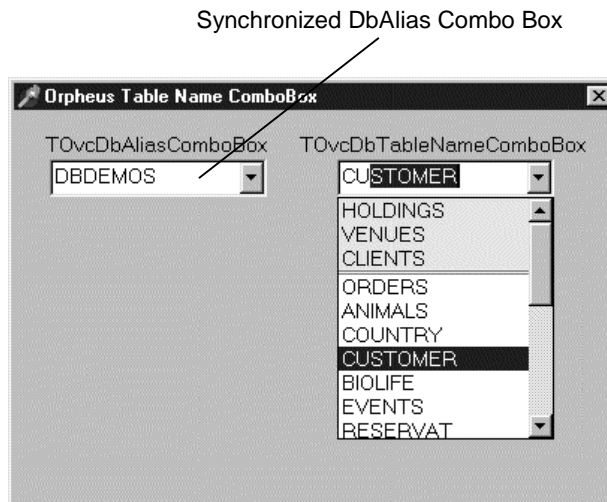 Synchronized DbAlias Combo Box
Orpheus Table Name ComboBox
TOvcDbAliasComboBox
TOvcDbTableNameComboBox
DBDEMOS
CUSTOMER
HOLDINGS
VENUES
CLIENTS
ORDERS
ANIMALS
COUNTRY
CUSTOMER
BIOLIFE
EVENTS
RESERVAT